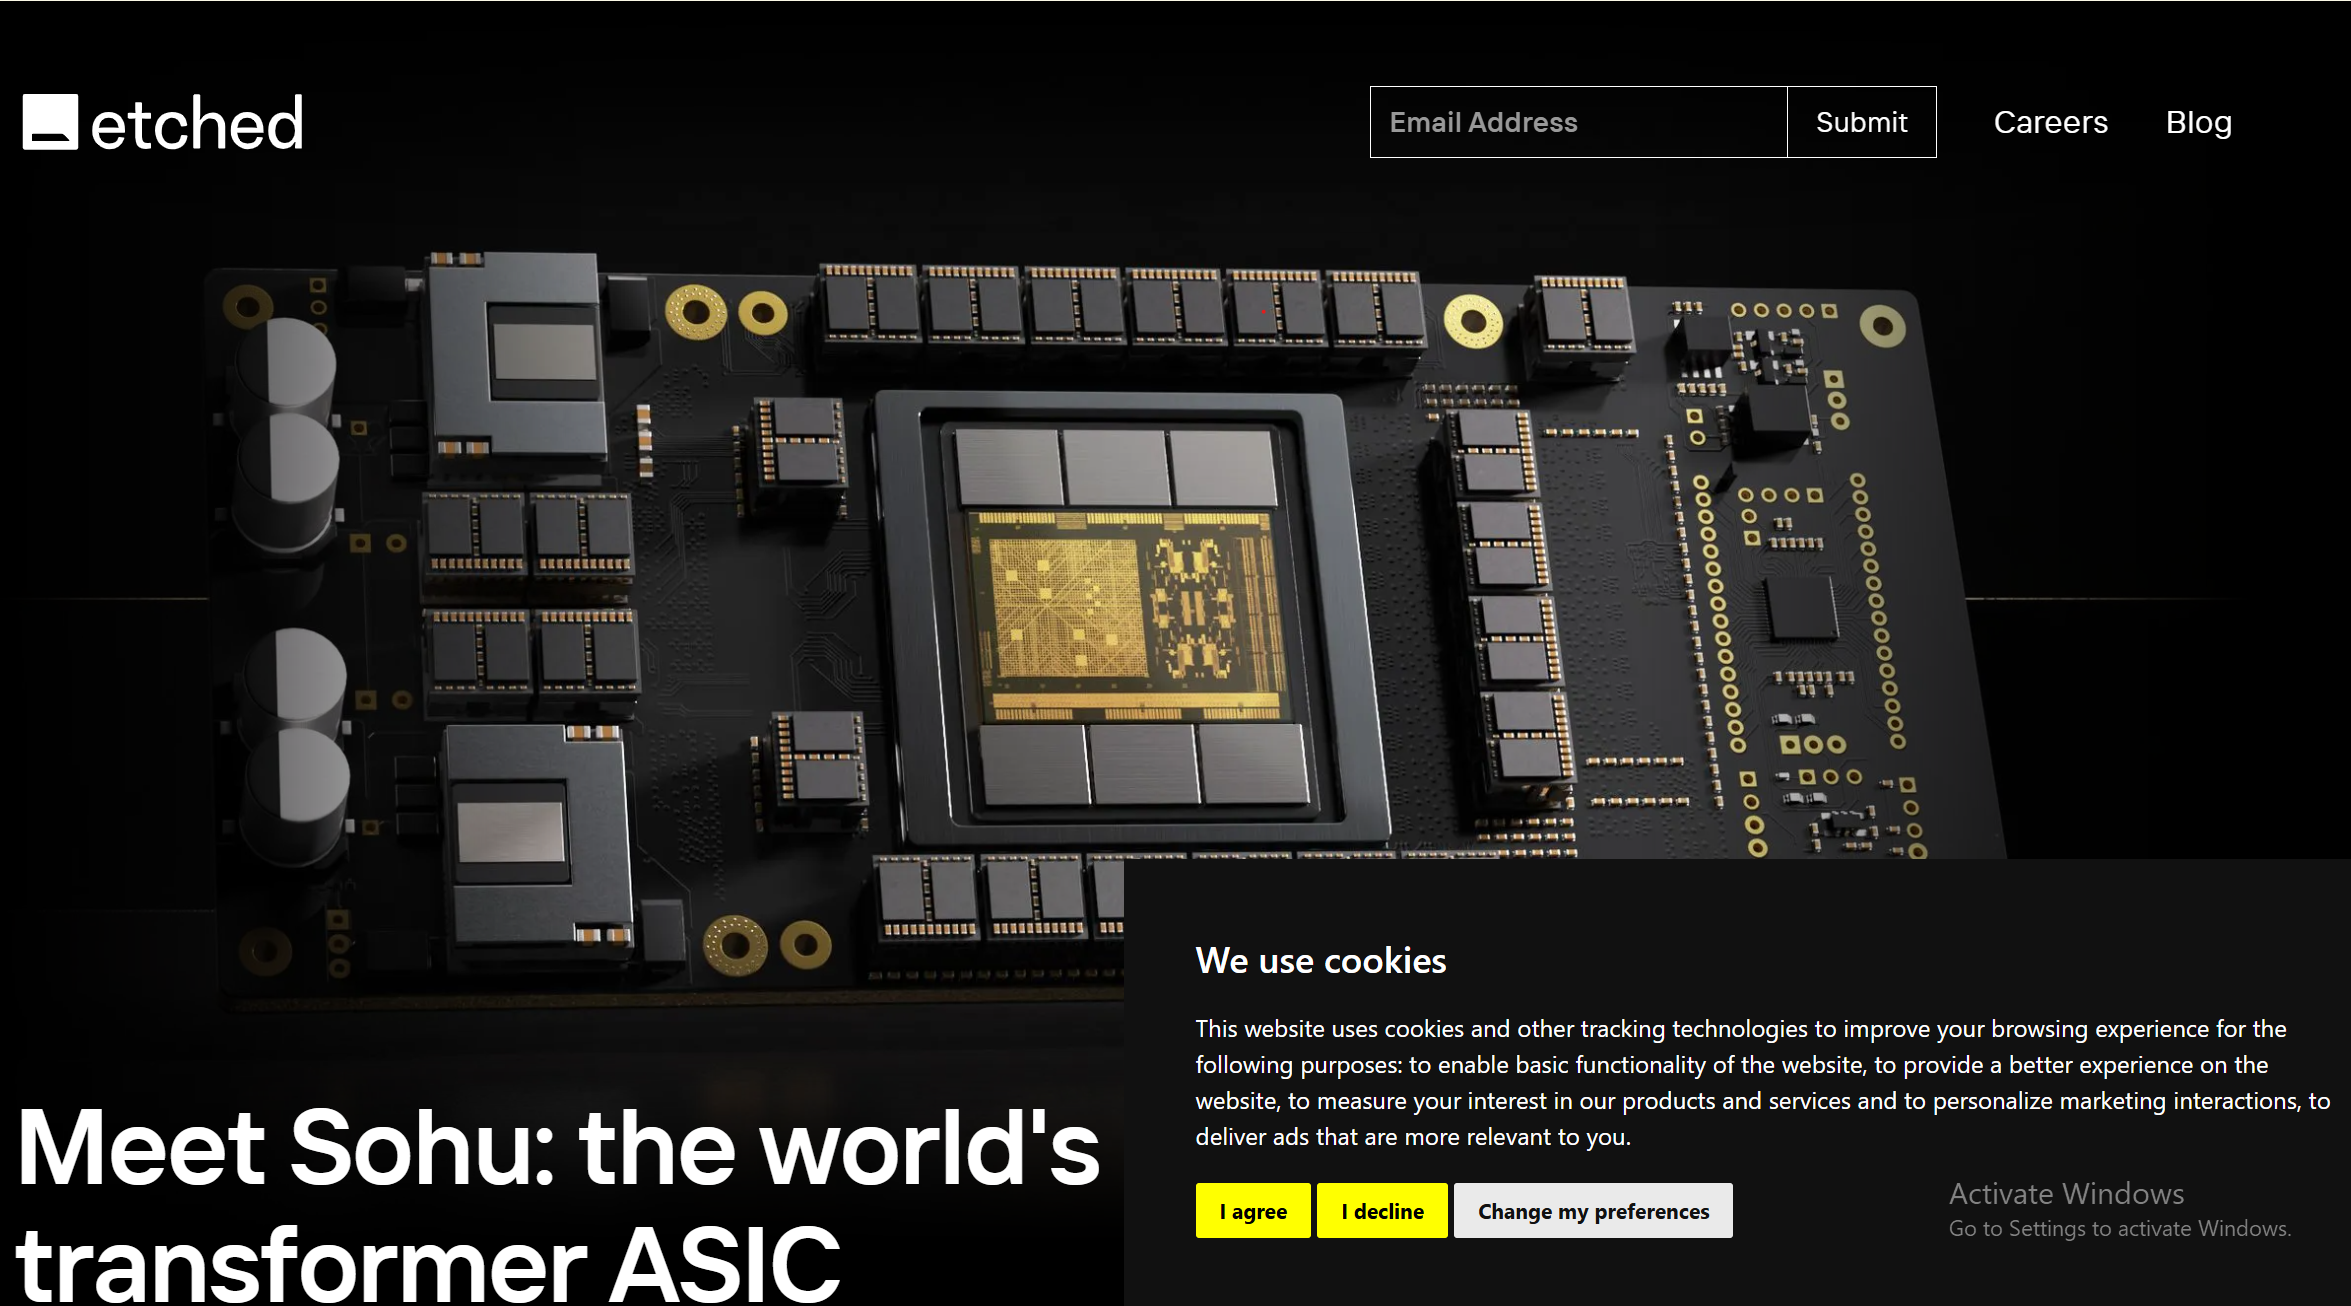 etched
Email Address
Submit
Careers
Blog
Meet Sohu: the world's
transformer ASIC
We use cookies
This website uses cookies and other tracking technologies to improve your browsing experience for the
following purposes: to enable basic functionality of the website, to provide a better experience on the
website, to measure your interest in our products and services and to personalize marketing interactions, to
deliver ads that are more relevant to you.
I agree
I decline
Change my preferences
Activate Windows
Go to Settings to activate Windows.